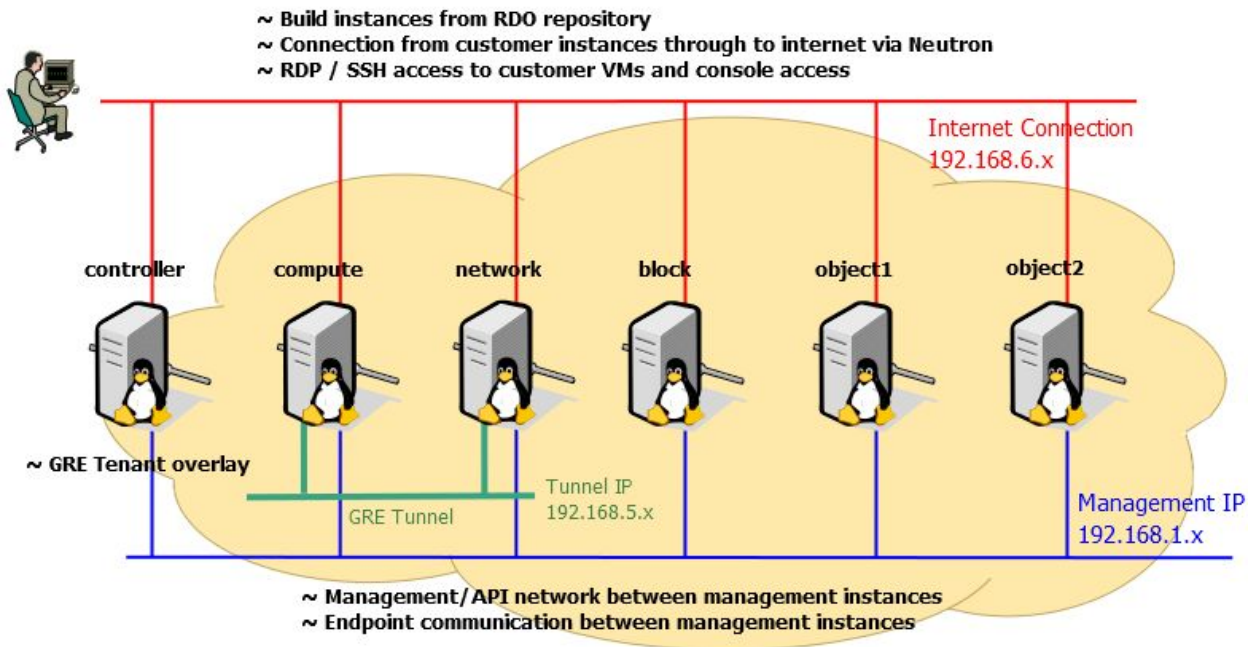 ~ Build instances from RDO repository
~ Connection from customer instances through to internet via Neutron
~ RDP / SSH access to customer VMs and console access
Internet Connection
192.168.6.x
controller
compute
network
block
object1
object2
~ GRE Tenant overlay
GRE Tunnel
Tunnel IP
192.168.5.x
Management IP
192.168.1.x
~ Management/API network between management instances
~ Endpoint communication between management instances